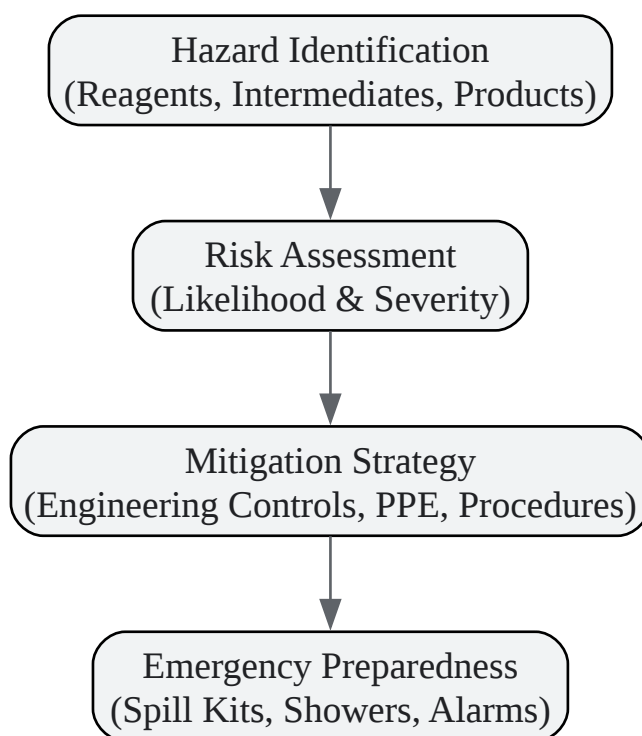 Hazard Identification
(Reagents, Intermediates, Products)
Risk Assessment
(Likelihood & Severity)
Mitigation Strategy
(Engineering Controls, PPE, Procedures)
Emergency Preparedness
(Spill Kits, Showers, Alarms)